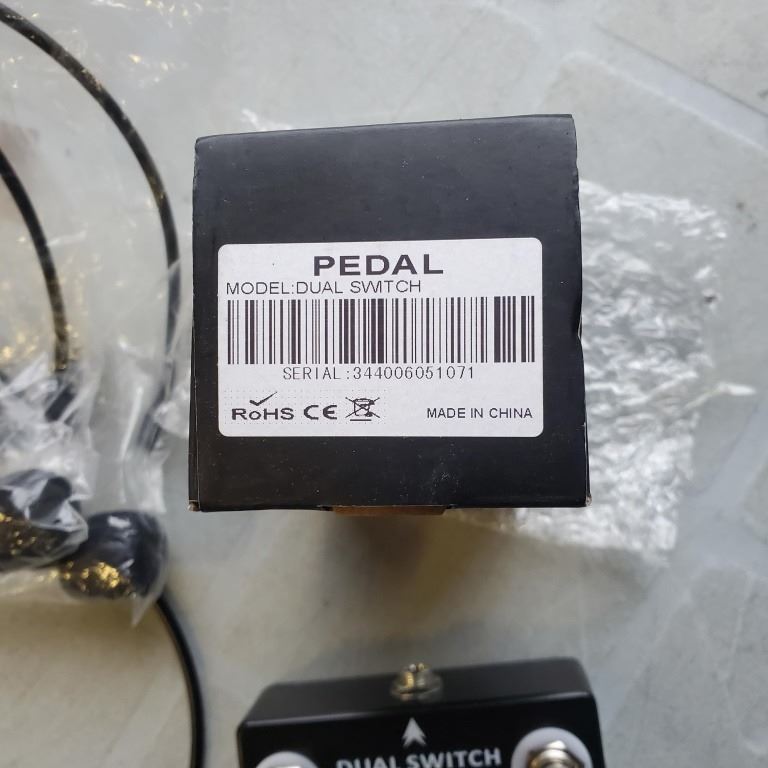 PEDAL
MODEL:DUAL SWITCH
SERIAL:344006051071
RoHS CE MADE IN CHINA
DUAL SWITCH